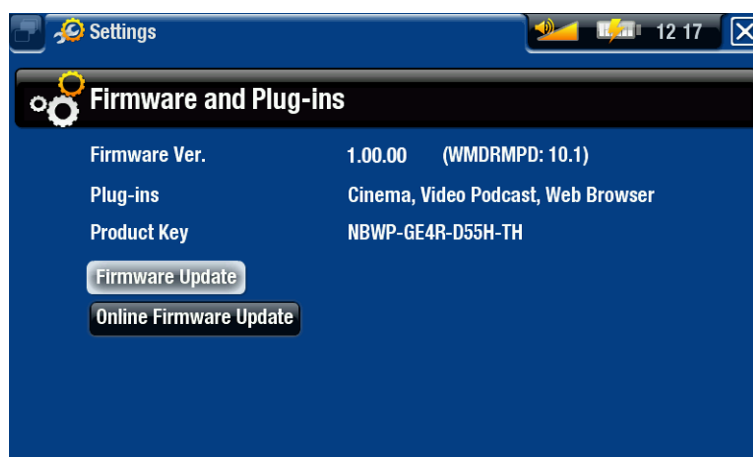 Settings 12 17
Firmware and Plug-ins
Firmware Ver. 1.00.00 (WMDRMPD: 10.1)
Plug-ins Cinema, Video Podcast, Web Browser
Product Key NBWP-GE4R-D55H-TH
Firmware Update
Online Firmware Update